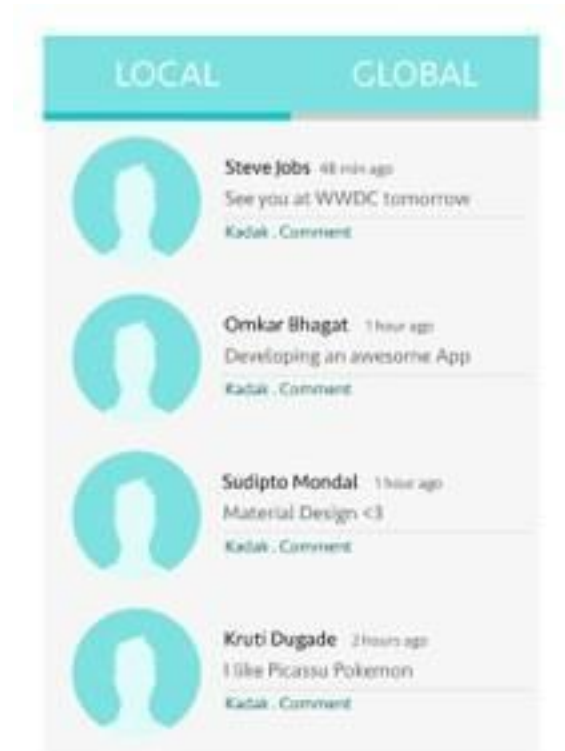 LOCAL GLOBAL
Steve Jobs 48 min ago
See you at WWDC tomorrow
Kadak . Comment
Omkar Bhagat 1 hour ago
Developing an awesome App
Kadak . Comment
Sudipto Mondal 1 hour ago
Material Design <3
Kadak . Comment
Kruti Dugade 2 hours ago
I like Picassu Pokemon
Kadak . Comment